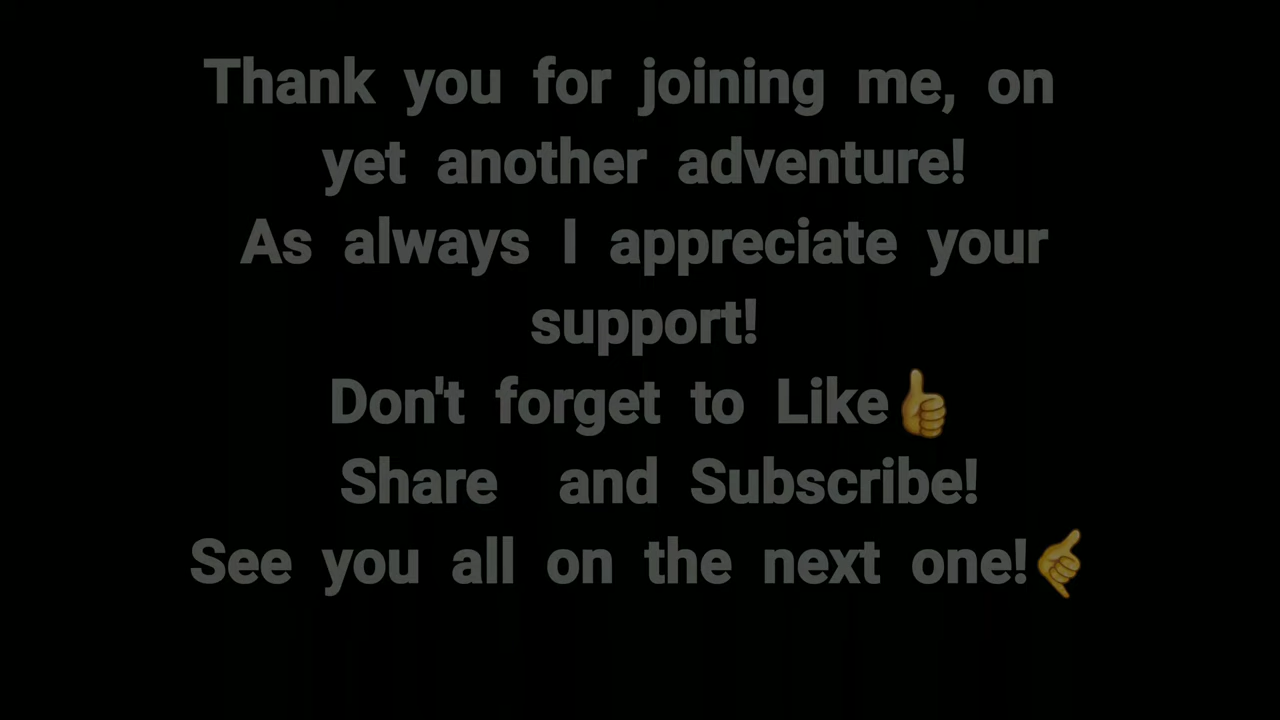 Thank you for joining me, on
yet another adventure!
As always I appreciate your
support!
Don't forget to Like👍
Share and Subscribe!
See you all on the next one!🤙